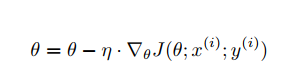 θ = θ − η · ∇_θ J(θ; x^(i); y^(i))